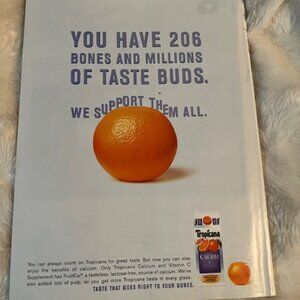 YOU HAVE 206
BONES AND MILLIONS
OF TASTE BUDS.
WE SUPPORT THEM ALL.
Tropicana
CALCIUM
You can always count on Tropicana for great taste. But now you can also
enjoy the benefits of calcium. Only Tropicana Calcium and Vitamin C
Supplement has FruitCal®, a tasteless, lactose-free, source of calcium. We've
also added lots of pulp, so you get more Tropicana taste in every glass.
TASTE THAT GOES RIGHT TO YOUR BONES.